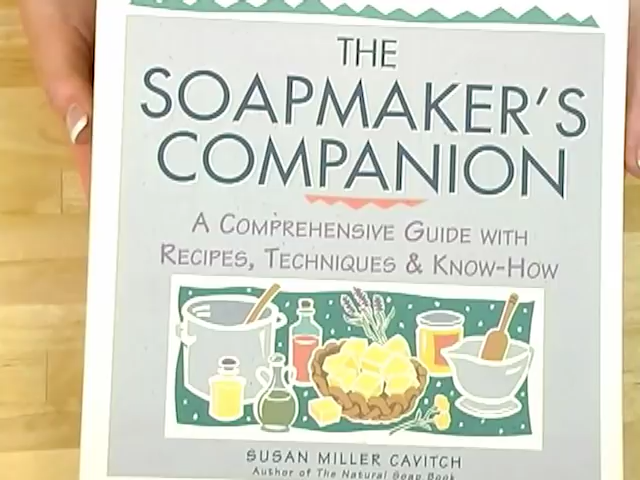 THE
SOAPMAKER'S
COMPANION
A COMPREHENSIVE GUIDE WITH
RECIPES, TECHNIQUES & KNOW-HOW
SUSAN MILLER CAVITCH
Author of The Natural Soap Book